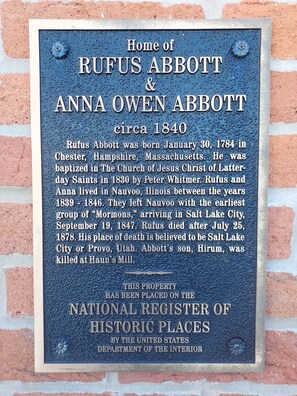 Home of
RUFUS ABBOTT
&
ANNA OWEN ABBOTT
circa 1840
Rufus Abbott was born January 30, 1784 in
Chester, Hampshire, Massachusetts. He was
baptized in The Church of Jesus Christ of Latter-
day Saints in 1830 by Peter Whitmer. Rufus and
Anna lived in Nauvoo, Ilinois between the years
1839 - 1846. They left Nauvoo with the earliest
group of "Mormons," arriving in Salt Lake City,
September 19, 1847. Rufus died after July 25,
1878. His place of death is believed to be Salt Lake
City or Provo, Utah. Abbott's son, Hirum, was
killed at Haun's Mill.
THIS PROPERTY
HAS BEEN PLACED ON THE
NATIONAL REGISTER OF
HISTORIC PLACES
BY THE UNITED STATES
DEPARTMENT OF THE INTERIOR